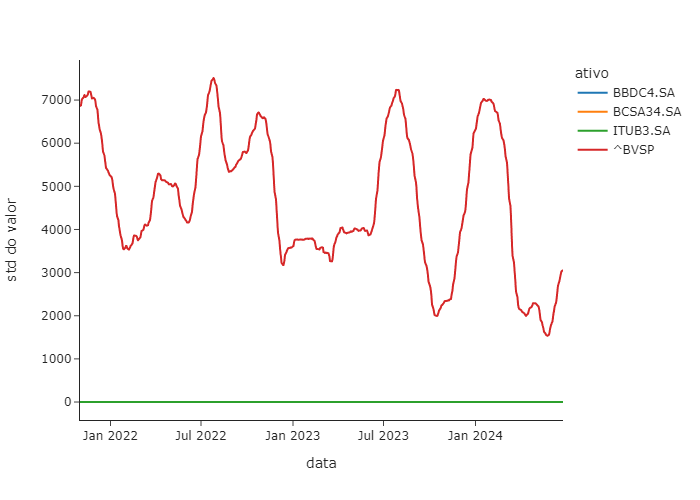 ativo
BBDC4.SA
BCSA34.SA
ITUB3.SA
^BVSP
std do valor
7000
6000
5000
4000
3000
2000
1000
0
Jan 2022 Jul 2022 Jan 2023 Jul 2023 Jan 2024
data